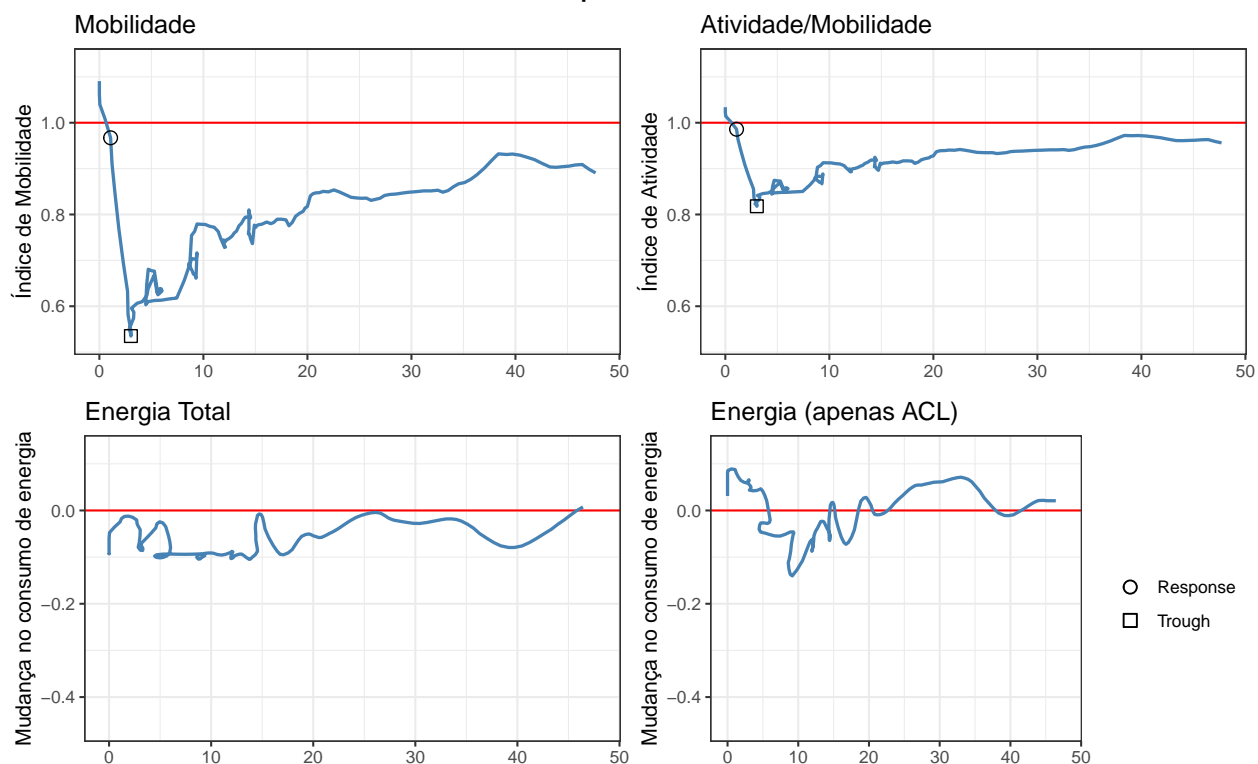 Mobilidade
Índice de Mobilidade
1.0
0.8
0.6
0 10 20 30 40 50
Atividade/Mobilidade
Índice de Atividade
1.0
0.8
0.6
0 10 20 30 40 50
Energia Total
Mudança no consumo de energia
0.0
−0.2
−0.4
0 10 20 30 40 50
Energia (apenas ACL)
Mudança no consumo de energia
0.0
−0.2
−0.4
0 10 20 30 40 50
Response
Trough